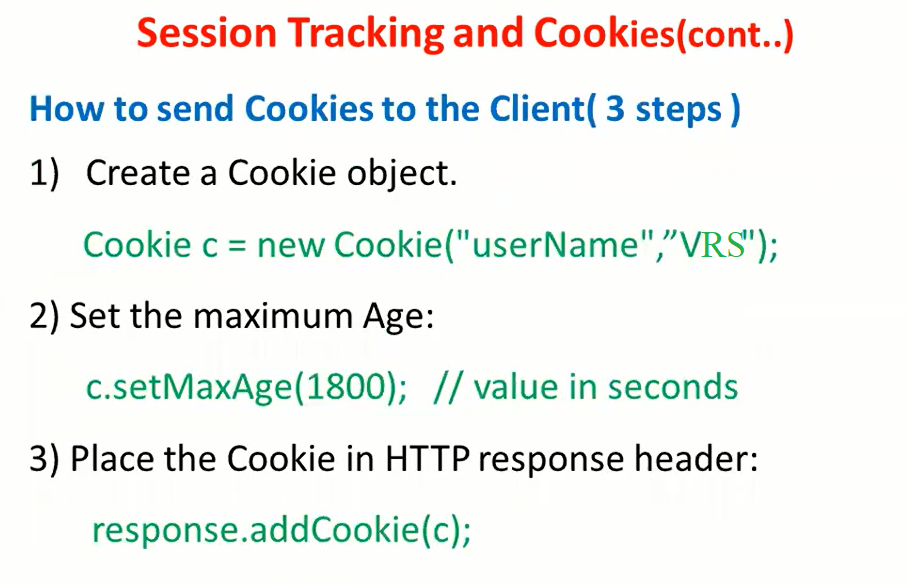 Session Tracking and Cookies(cont..)
How to send Cookies to the Client( 3 steps )
1) Create a Cookie object.
Cookie c = new Cookie("userName",”VRS");
2) Set the maximum Age:
c.setMaxAge(1800); // value in seconds
3) Place the Cookie in HTTP response header:
response.addCookie(c);